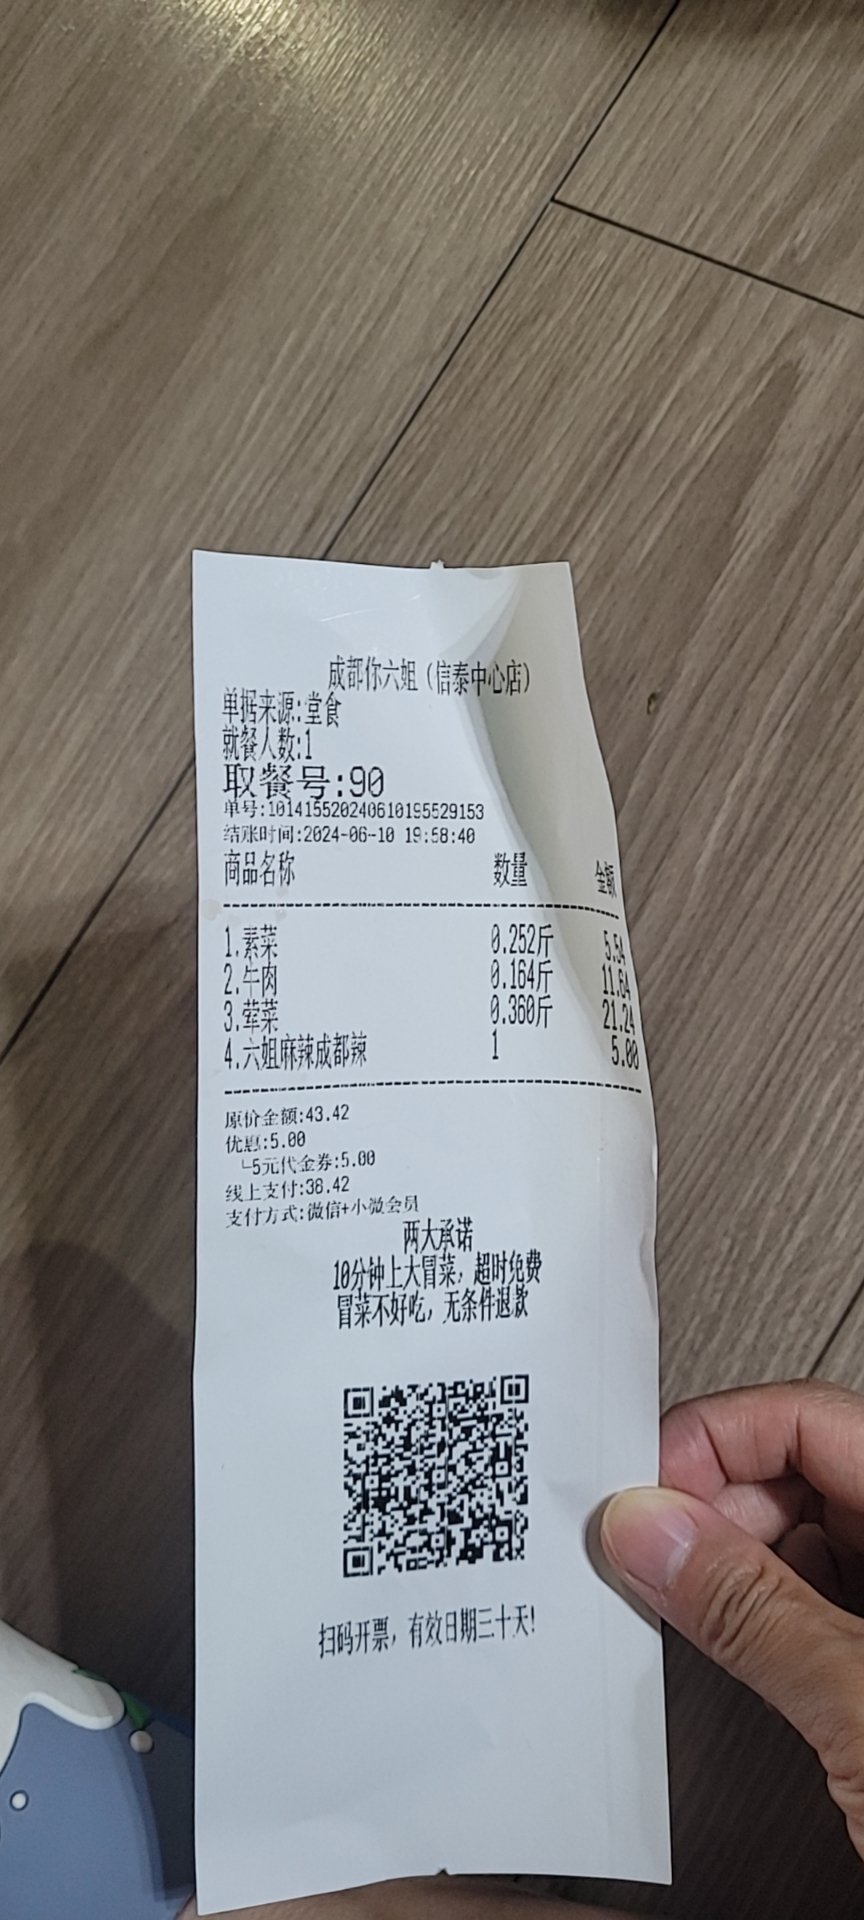 成都你六姐（信泰中心店）
单据来源:堂食
就餐人数:1
取餐号:90
单号:101415520240610195529153
结账时间:2024-06-10 19:58:40
商品名称 数量 金额
1.素菜 0.252斤 5.54
2.牛肉 0.164斤 11.64
3.荤菜 0.360斤 21.24
4.六姐麻辣成都辣 1 5.00
原价金额:43.42
优惠:5.00
└5元代金券:5.00
线上支付:38.42
支付方式:微信+小微会员
两大承诺
10分钟上大冒菜，超时免费
冒菜不好吃，无条件退款
扫码开票，有效日期三十天!